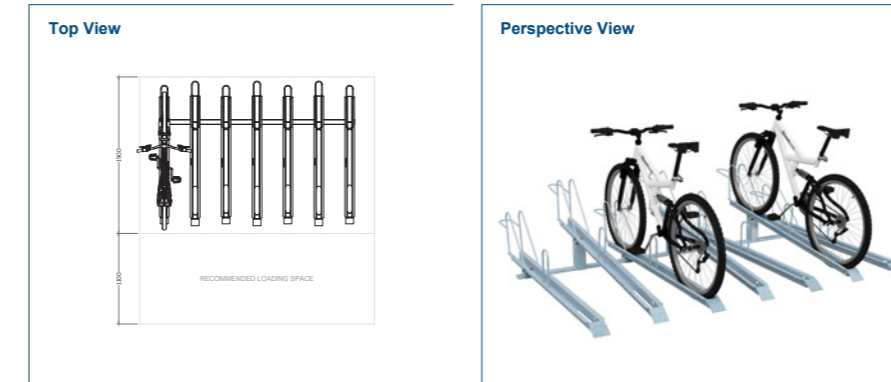 Top View
1900
1100
RECOMMENDED LOADING SPACE
Perspective View